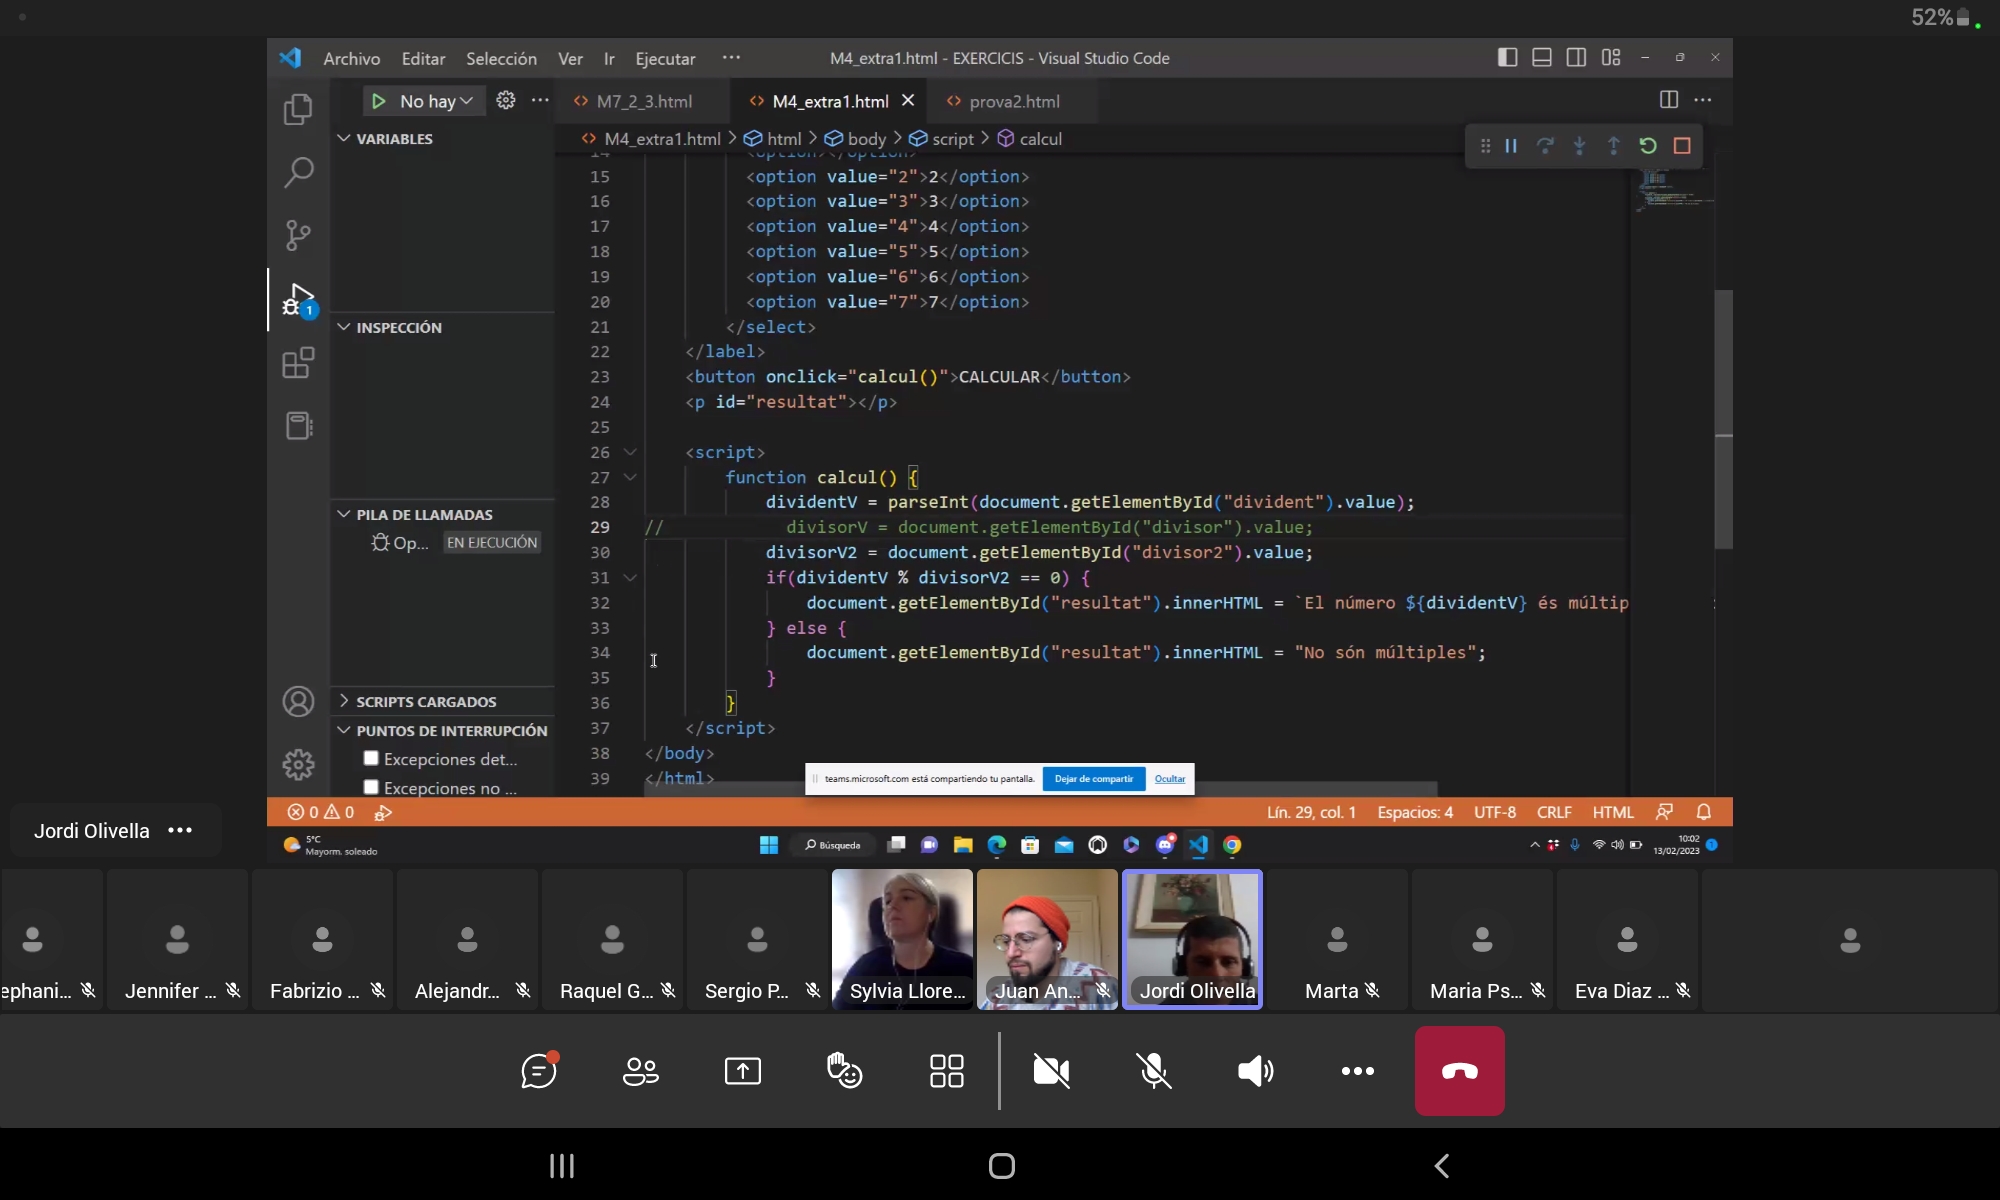 52%
Archivo Editar Selección Ver Ir Ejecutar ··· M4_extra1.html - EXERCICIS - Visual Studio Code
No hay ··· M7_2_3.html M4_extra1.html prova2.html ···
VARIABLES
M4_extra1.html > html > body > script > calcul
15 <option value="2">2</option>
16 <option value="3">3</option>
17 <option value="4">4</option>
18 <option value="5">5</option>
19 <option value="6">6</option>
20 <option value="7">7</option>
21 </select>
22 </label>
23 <button onclick="calcul()">CALCULAR</button>
24 <p id="resultat"></p>
25
26 <script>
27 function calcul() {
28 dividentV = parseInt(document.getElementById("divident").value);
29 // divisorV = document.getElementById("divisor").value;
30 divisorV2 = document.getElementById("divisor2").value;
31 if(dividentV % divisorV2 == 0) {
32 document.getElementById("resultat").innerHTML = `El número ${dividentV} és múltip
33 } else {
34 document.getElementById("resultat").innerHTML = "No són múltiples";
35 }
36 }
37 </script>
38 </body>
39 </html>
1
INSPECCIÓN
PILA DE LLAMADAS
Op... EN EJECUCIÓN
SCRIPTS CARGADOS
PUNTOS DE INTERRUPCIÓN
Excepciones det...
Excepciones no ...
teams.microsoft.com está compartiendo tu pantalla. Dejar de compartir Ocultar
0 0 Lín. 29, col. 1 Espacios: 4 UTF-8 CRLF HTML
5°C
Mayorm. soleado
Búsqueda
10:02
13/02/2023
Jordi Olivella ···
ephani... Jennifer ... Fabrizio ... Alejandr... Raquel G... Sergio P... Sylvia Llore... Juan An... Jordi Olivella Marta Maria Ps... Eva Diaz ...